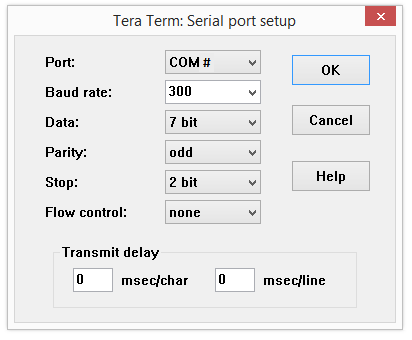 Tera Term: Serial port setup
Port: COM #
Baud rate: 300
Data: 7 bit
Parity: odd
Stop: 2 bit
Flow control: none
OK
Cancel
Help
Transmit delay
0 msec/char 0 msec/line